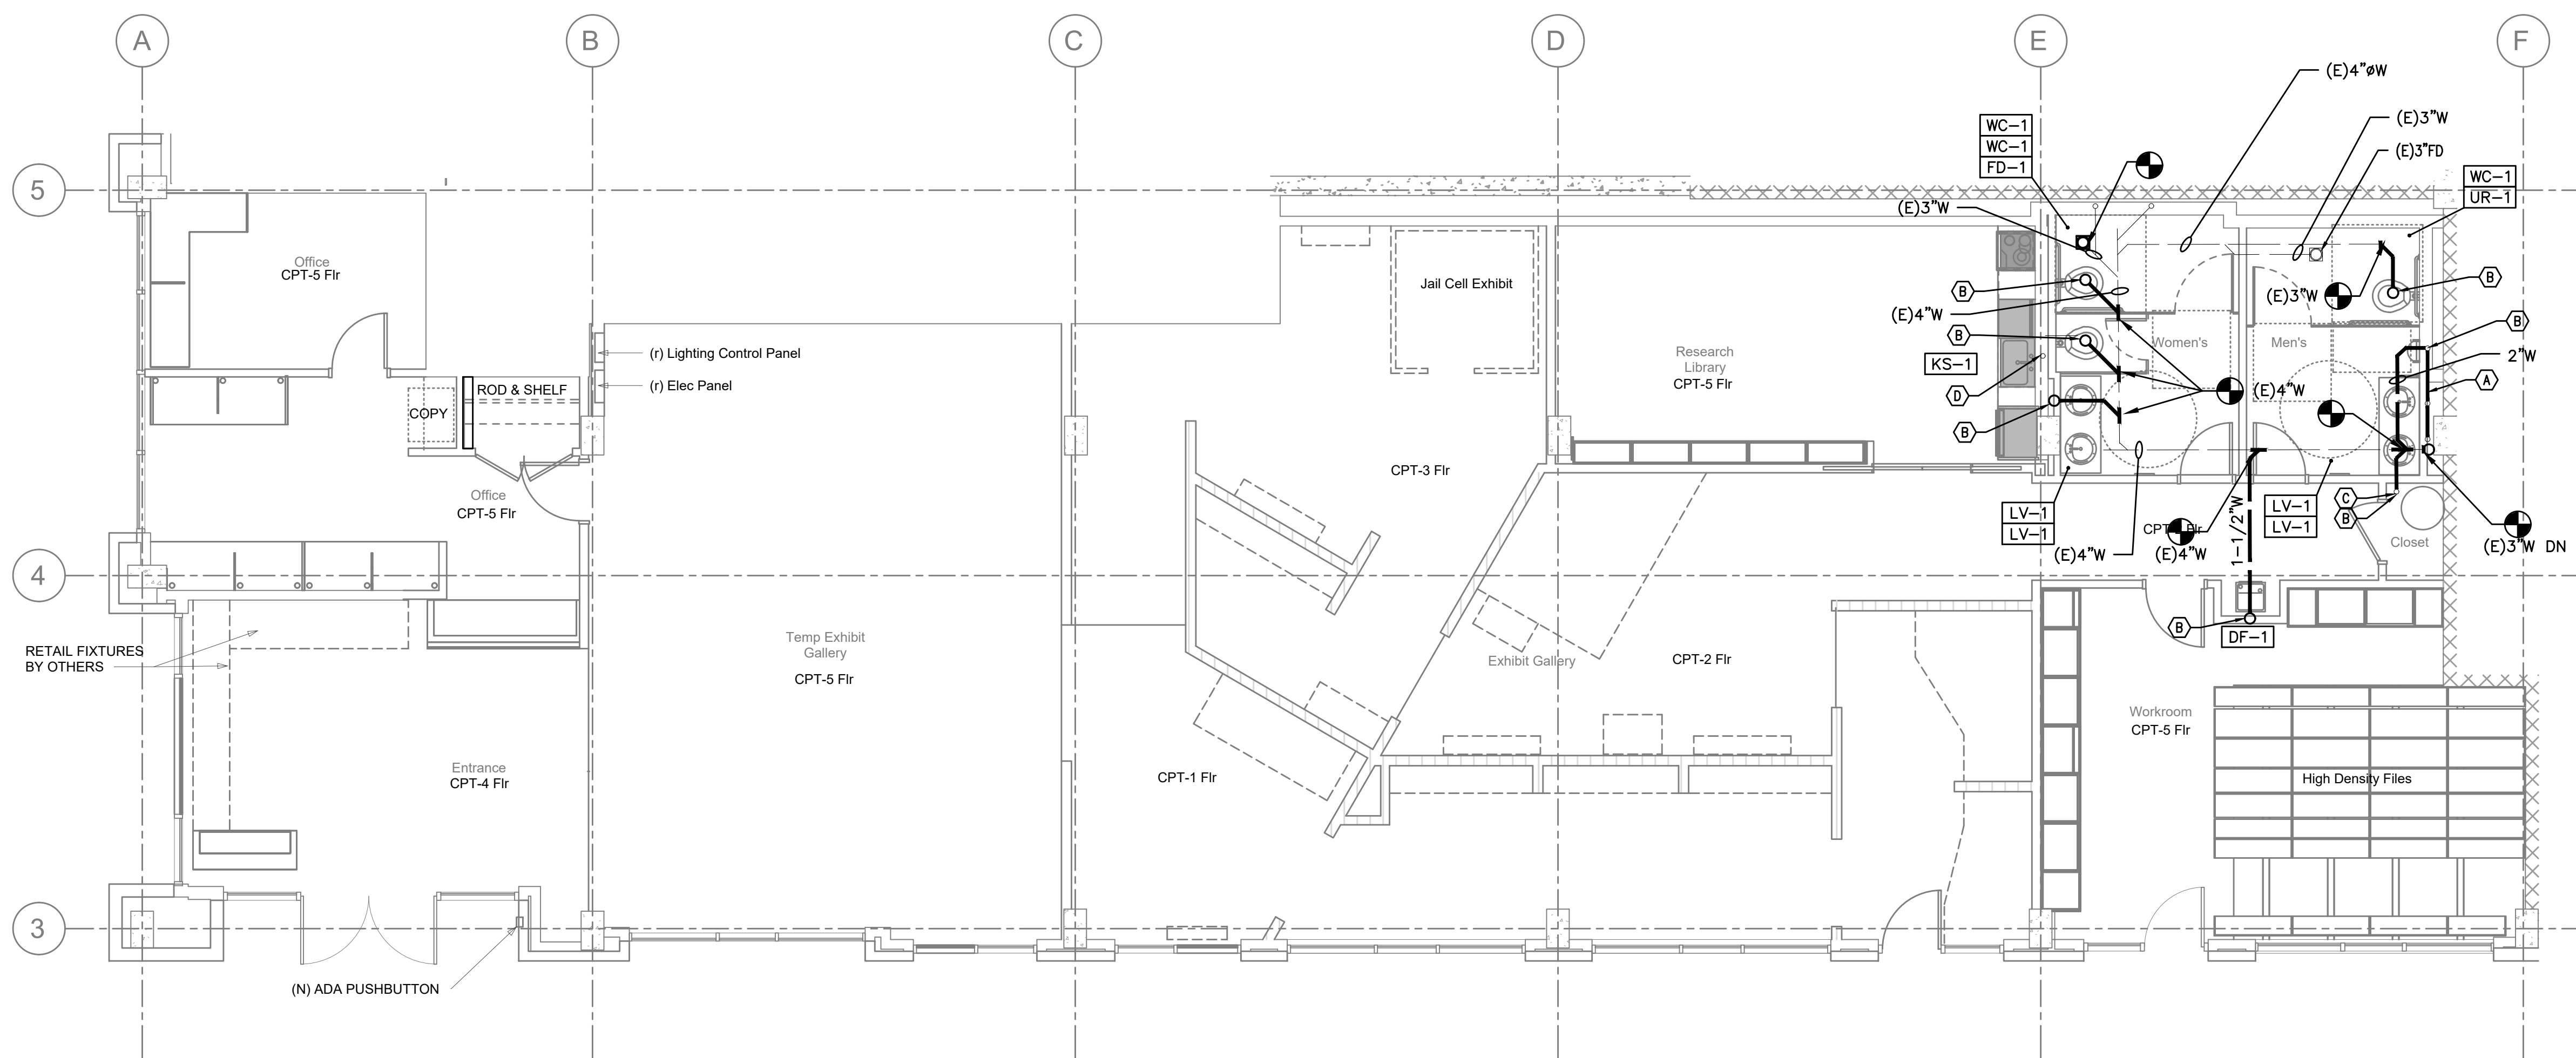 A
B
C
D
E
F
5
4
3
(E)4"øW
(E)3"W
(E)3"FD
WC-1
WC-1
FD-1
WC-1
UR-1
(E)3"W
Office
CPT-5 Flr
Jail Cell Exhibit
B
(E)4"W
B
KS-1
D
B
(E)3"W
B
B
2"W
A
Women's
Men's
(E)4"W
(r) Lighting Control Panel
(r) Elec Panel
Research
Library
CPT-5 Flr
ROD & SHELF
COPY
CPT-3 Flr
Office
CPT-5 Flr
LV-1
LV-1
LV-1
LV-1
C
B
1-1/2"W
(E)4"W
(E)4"W
Closet
(E)3"W DN
B
DF-1
RETAIL FIXTURES
BY OTHERS
Temp Exhibit
Gallery
CPT-5 Flr
Exhibit Gallery
CPT-2 Flr
Workroom
CPT-5 Flr
Entrance
CPT-4 Flr
CPT-1 Flr
High Density Files
(N) ADA PUSHBUTTON